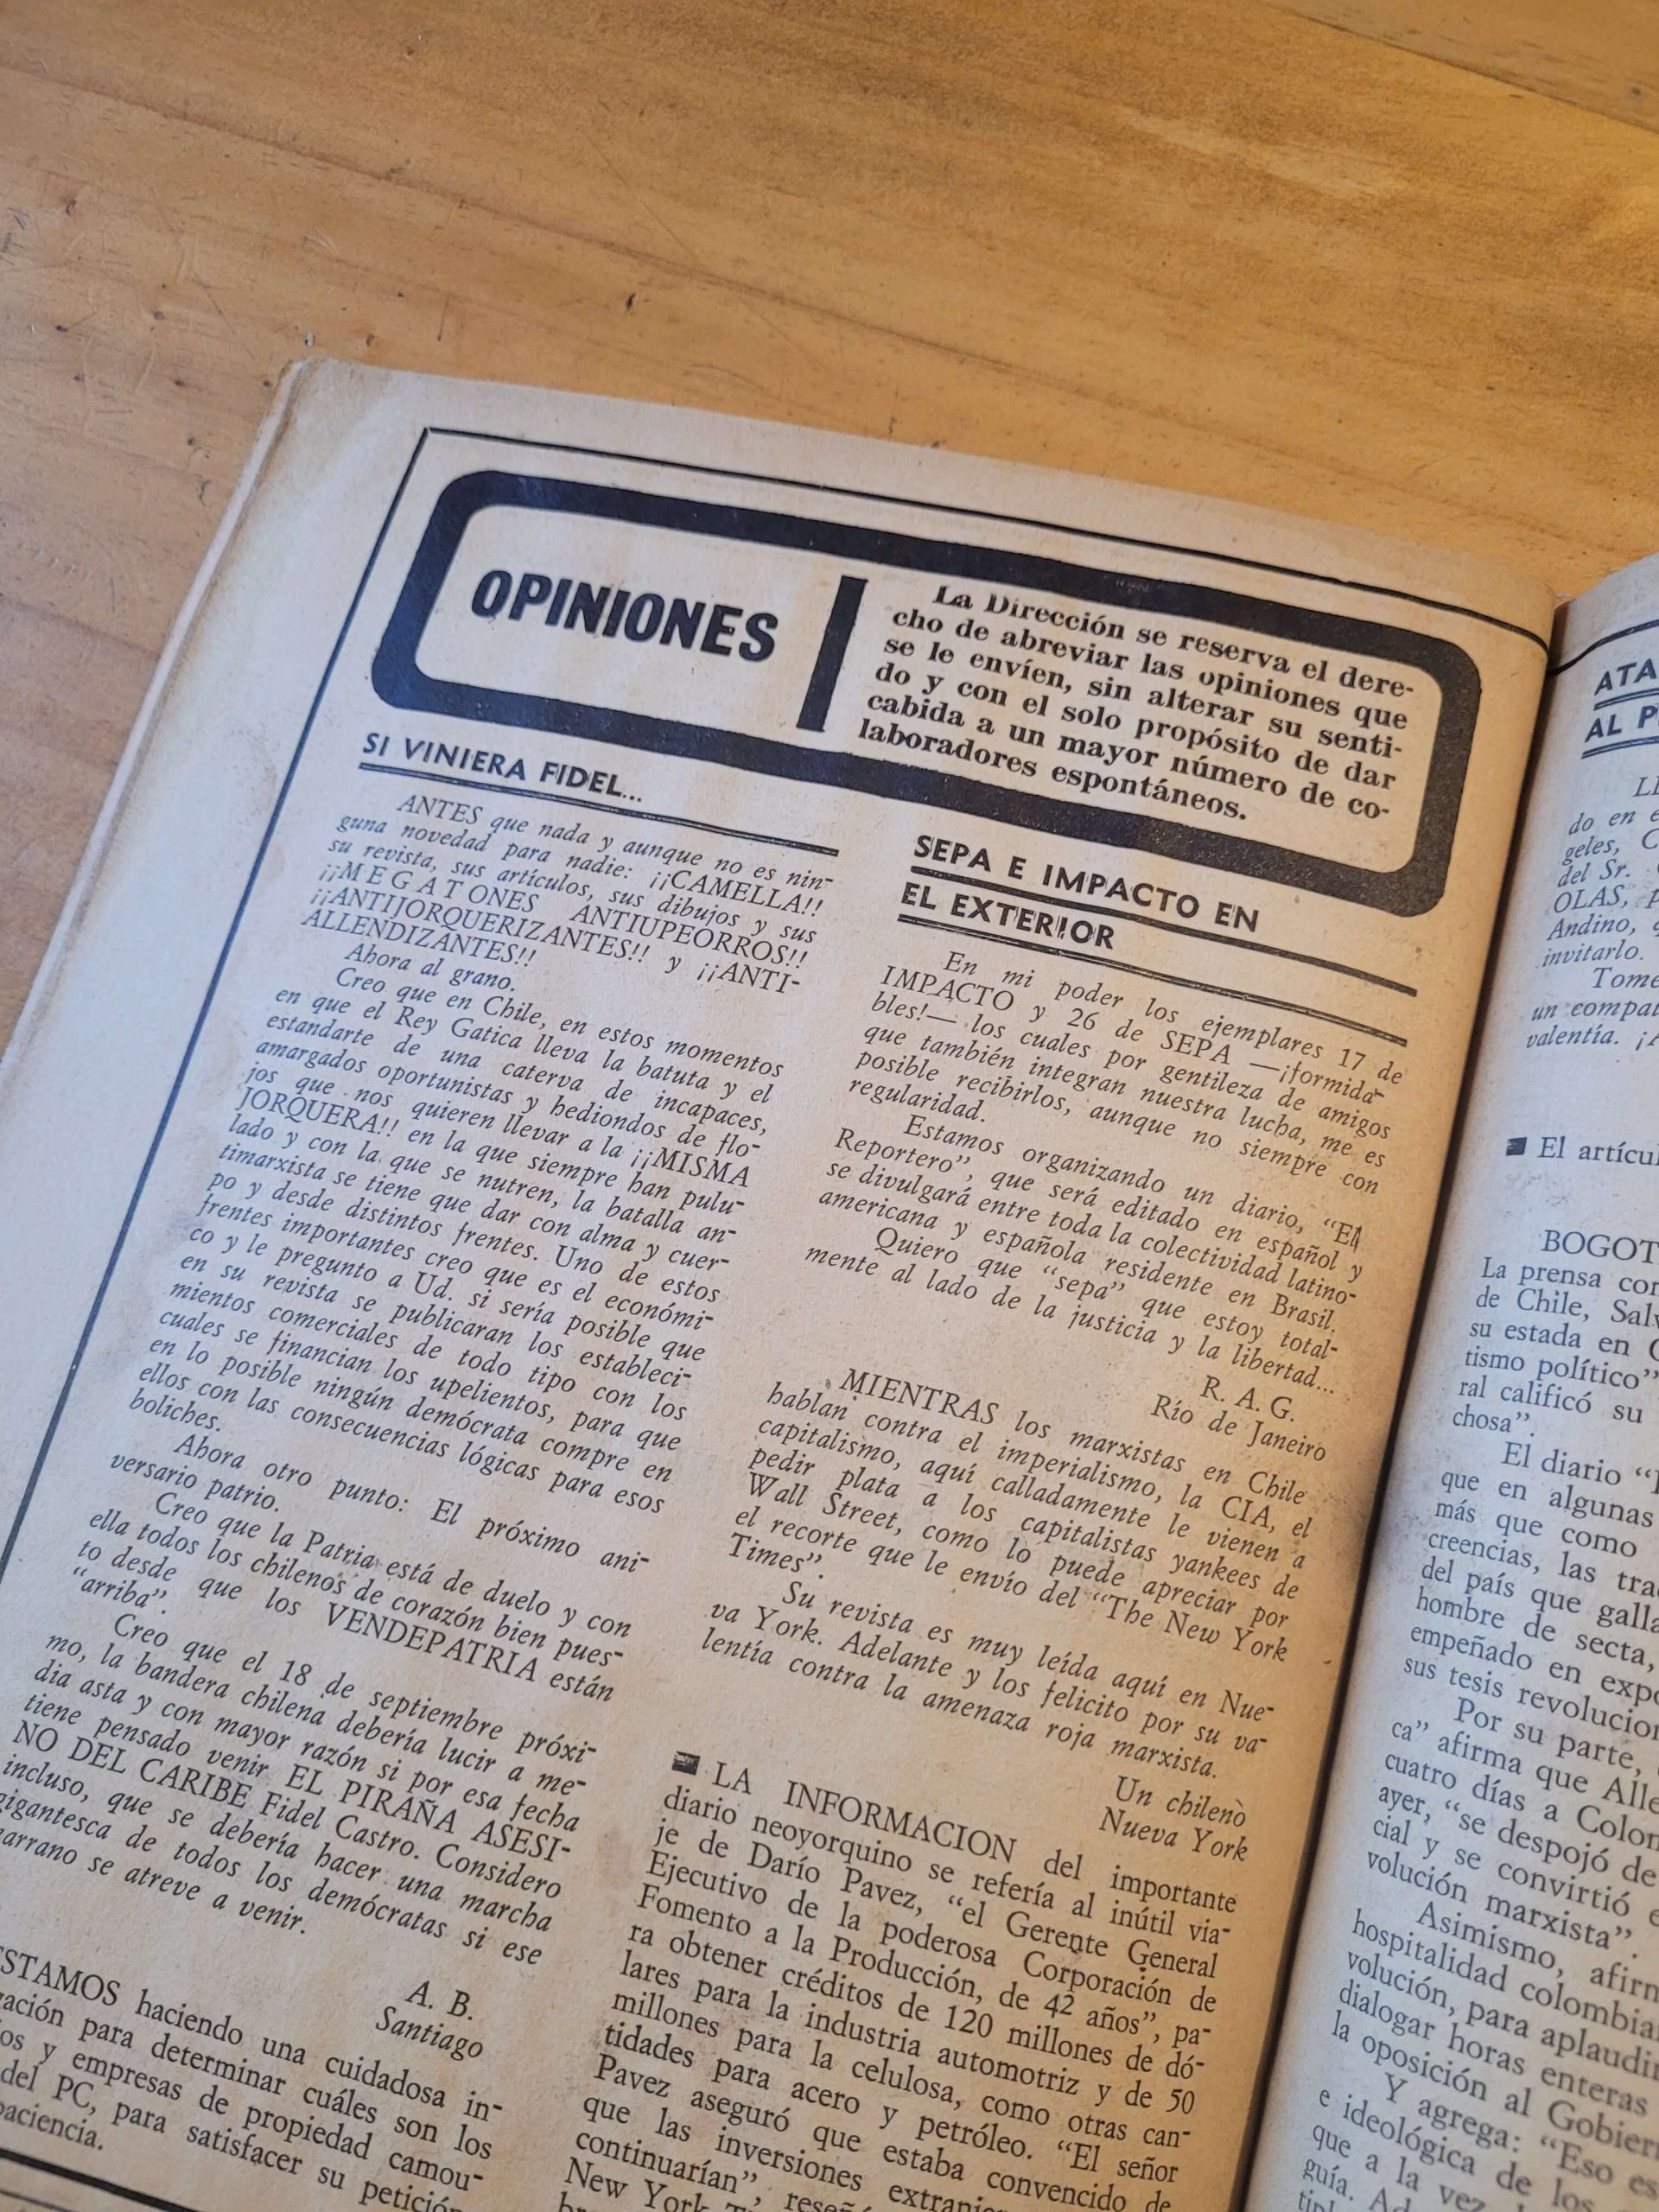 OPINIONES
La Dirección se reserva el dere-
cho de abreviar las opiniones que
se le envíen, sin alterar su senti-
do y con el solo propósito de dar
cabida a un mayor número de co-
laboradores espontáneos.
SI VINIERA FIDEL...
ANTES que nada y aunque no es nin-
guna novedad para nadie: ¡¡CAMELLA!!
su revista, sus artículos, sus dibujos y sus
¡¡MEGATONES ANTIUPEORROS!!
¡¡ANTIJORQUERIZANTES!! y ¡¡ANTI-
ALLENDIZANTES!!
Ahora al grano.
Creo que en Chile, en estos momentos
en que el Rey Gatica lleva la batuta y el
estandarte de una caterva de incapaces,
amargados oportunistas y hediondos de flo-
jos que nos quieren llevar a la ¡¡MISMA
JORQUERA!! en la que siempre han pulu-
lado y con la que se nutren, la batalla an-
timarxista se tiene que dar con alma y cuer-
po y desde distintos frentes. Uno de estos
frentes importantes creo que es el económi-
co y le pregunto a Ud. si sería posible que
en su revista se publicaran los estableci-
mientos comerciales de todo tipo con los
cuales se financian los upelientos, para que
en lo posible ningún demócrata compre en
ellos con las consecuencias lógicas para esos
boliches.
Ahora otro punto: El próximo ani-
versario patrio.
Creo que la Patria está de duelo y con
ella todos los chilenos de corazón bien pues-
to desde que los VENDEPATRIA están
"arriba".
Creo que el 18 de septiembre próxi-
mo, la bandera chilena debería lucir a me-
dia asta y con mayor razón si por esa fecha
tiene pensado venir EL PIRAÑA ASESI-
NO DEL CARIBE Fidel Castro. Considero
incluso, que se debería hacer una marcha
gigantesca de todos los demócratas si ese
marrano se atreve a venir.
A. B.
Santiago
ESTAMOS haciendo una cuidadosa in-
para determinar cuáles son los
y empresas de propiedad camou-
del PC, para satisfacer su petición
paciencia.
SEPA E IMPACTO EN
EL EXTERIOR
En mi poder los ejemplares 17 de
IMPACTO y 26 de SEPA —¡formida-
bles!— los cuales por gentileza de amigos
que también integran nuestra lucha, me es
posible recibirlos, aunque no siempre con
regularidad.
Estamos organizando un diario, "El
Reportero", que será editado en español y
se divulgará entre toda la colectividad latino-
americana y española residente en Brasil.
Quiero que "sepa" que estoy total-
mente al lado de la justicia y la libertad...
R. A. G.
Río de Janeiro
MIENTRAS los marxistas en Chile
hablan contra el imperialismo, la CIA, el
capitalismo, aquí calladamente le vienen a
pedir plata a los capitalistas yankees de
Wall Street, como lo puede apreciar por
el recorte que le envío del "The New York
Times".
Su revista es muy leída aquí en Nue-
va York. Adelante y los felicito por su va-
lentía contra la amenaza roja marxista.
Un chileno
Nueva York
LA INFORMACION del importante
diario neoyorquino se refería al inútil via-
je de Darío Pavez, "el Gerente General
Ejecutivo de la poderosa Corporación de
Fomento a la Producción, de 42 años", pa-
ra obtener créditos de 120 millones de dó-
lares para la industria automotriz y de 50
millones para la celulosa, como otras can-
tidades para acero y petróleo. "El señor
Pavez aseguró que estaba convencido de
que las inversiones
continuarían",
New York
ATA
AL P
do en
geles, C
del Sr.
OLAS, p
Andino, q
invitarlo.
Tome
un compa
valentía. ¡A
El artícul
BOGOT
La prensa con
de Chile, Salv
su estada en C
tismo político"
ral calificó su
chosa".
El diario
que en algunas
más que como
creencias, las tra
del país que galla
hombre de secta,
empeñado en expo
sus tesis revolucion
Por su parte,
ca" afirma que Alle
cuatro días a Colom
ayer, "se despojó de
cial y se convirtió e
volución marxista".
Asimismo, afirm
hospitalidad colombia
volución, para aplaudir
dialogar horas enteras
la oposición al Gobier
Y agrega: "Eso es
e ideológica de los
que a la vez
guía.